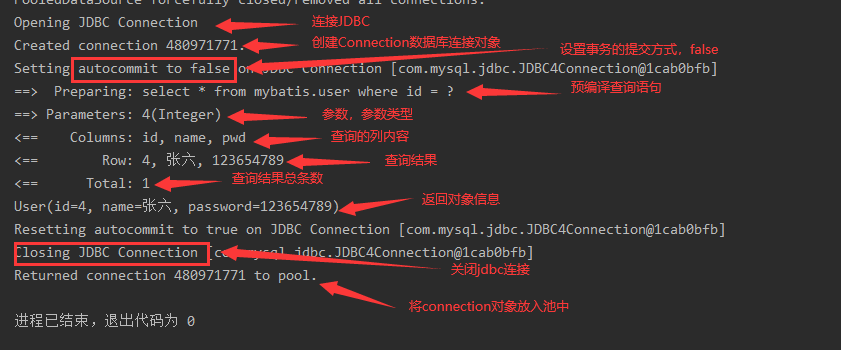 PooledDataSource forcefully closed/removed all connections.
Opening JDBC Connection 连接JDBC
Created connection 480971771. 创建Connection数据库连接对象
设置事务的提交方式，false
Setting autocommit to false on JDBC Connection [com.mysql.jdbc.JDBC4Connection@1cab0bfb]
==>  Preparing: select * from mybatis.user where id = ? 预编译查询语句
==> Parameters: 4(Integer) 参数，参数类型
<==    Columns: id, name, pwd 查询的列内容
<==        Row: 4, 张六, 123654789 查询结果
<==      Total: 1 查询结果总条数
User(id=4, name=张六, password=123654789) 返回对象信息
Resetting autocommit to true on JDBC Connection [com.mysql.jdbc.JDBC4Connection@1cab0bfb]
Closing JDBC Connection [com.mysql.jdbc.JDBC4Connection@1cab0bfb]
关闭jdbc连接
Returned connection 480971771 to pool.
将connection对象放入池中
进程已结束，退出代码为 0